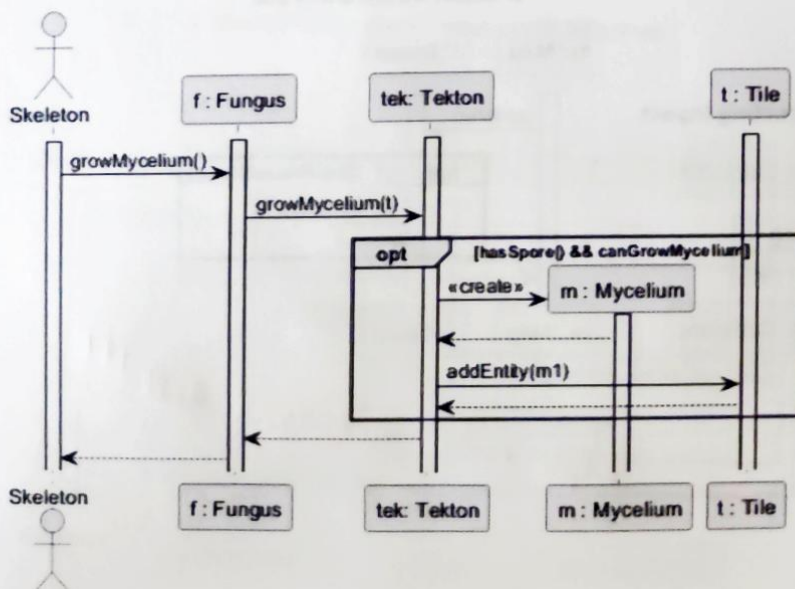 Skeleton
f : Fungus
tek: Tekton
t : Tile
growMycelium()
growMycelium(t)
opt
[hasSpore() && canGrowMycelium]
«create»
m : Mycelium
addEntity(m1)
Skeleton
f : Fungus
tek: Tekton
m : Mycelium
t : Tile